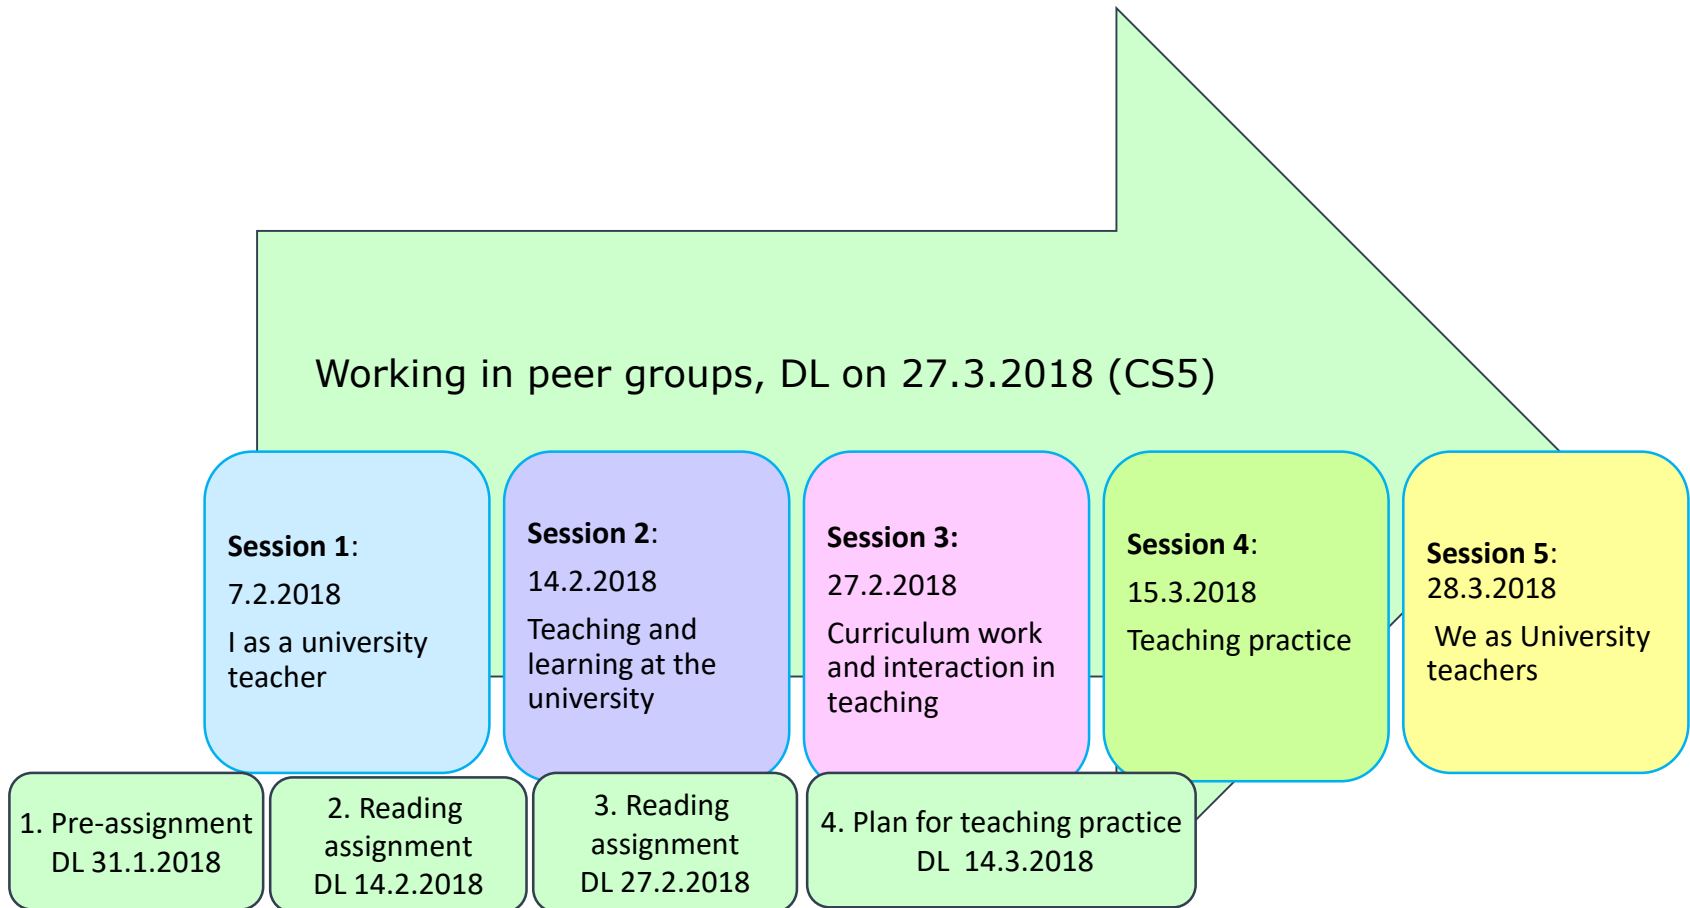 Working in peer groups, DL on 27.3.2018 (CS5)
Session 1:
7.2.2018
I as a university
teacher
Session 2:
14.2.2018
Teaching and
learning at the
university
Session 3:
27.2.2018
Curriculum work
and interaction in
teaching
Session 4:
15.3.2018
Teaching practice
Session 5:
28.3.2018
We as University
teachers
1. Pre-assignment
DL 31.1.2018
2. Reading
assignment
DL 14.2.2018
3. Reading
assignment
DL 27.2.2018
4. Plan for teaching practice
DL 14.3.2018